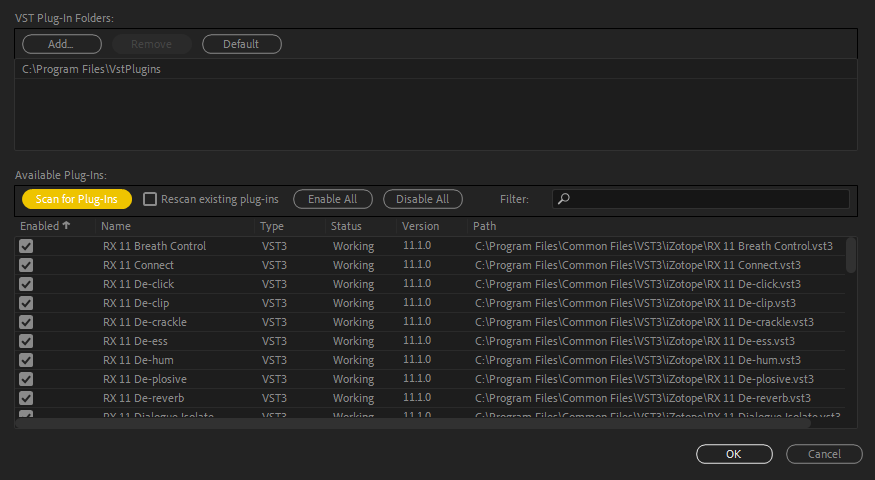 VST Plug-In Folders:
Add... Remove Default
C:\Program Files\VstPlugins
Available Plug-Ins:
Scan for Plug-Ins Rescan existing plug-ins Enable All Disable All Filter:
Enabled Name Type Status Version Path
RX 11 Breath Control VST3 Working 11.1.0 C:\Program Files\Common Files\VST3\iZotope\RX 11 Breath Control.vst3
RX 11 Connect VST3 Working 11.1.0 C:\Program Files\Common Files\VST3\iZotope\RX 11 Connect.vst3
RX 11 De-click VST3 Working 11.1.0 C:\Program Files\Common Files\VST3\iZotope\RX 11 De-click.vst3
RX 11 De-clip VST3 Working 11.1.0 C:\Program Files\Common Files\VST3\iZotope\RX 11 De-clip.vst3
RX 11 De-crackle VST3 Working 11.1.0 C:\Program Files\Common Files\VST3\iZotope\RX 11 De-crackle.vst3
RX 11 De-ess VST3 Working 11.1.0 C:\Program Files\Common Files\VST3\iZotope\RX 11 De-ess.vst3
RX 11 De-hum VST3 Working 11.1.0 C:\Program Files\Common Files\VST3\iZotope\RX 11 De-hum.vst3
RX 11 De-plosive VST3 Working 11.1.0 C:\Program Files\Common Files\VST3\iZotope\RX 11 De-plosive.vst3
RX 11 De-reverb VST3 Working 11.1.0 C:\Program Files\Common Files\VST3\iZotope\RX 11 De-reverb.vst3
RX 11 Dialogue Isolate VST3 Working 11.1.0 C:\Program Files\Common Files\VST3\iZotope\RX 11 Dialogue Isolate.vst3
OK Cancel